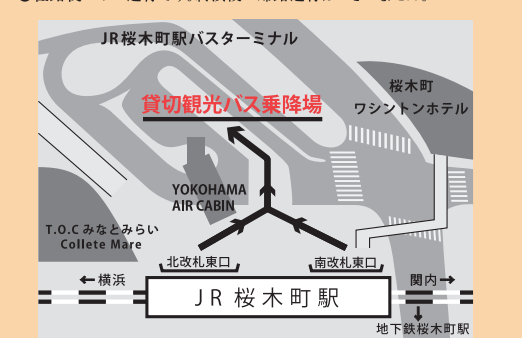 JR桜木町駅バスターミナル
桜木町
ワシントンホテル
貸切観光バス乗降場
YOKOHAMA
AIR CABIN
T.O.Cみなとみらい
Collete Mare
北改札東口
南改札東口
←横浜
関内→
JR桜木町駅
地下鉄桜木町駅